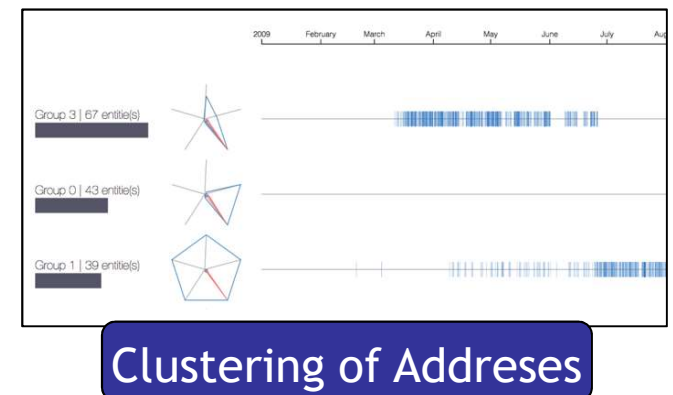 2009 February March April May June July Aug
Group 3 | 67 entitie(s)
Group 0 | 43 entitie(s)
Group 1 | 39 entitie(s)
Clustering of Addreses